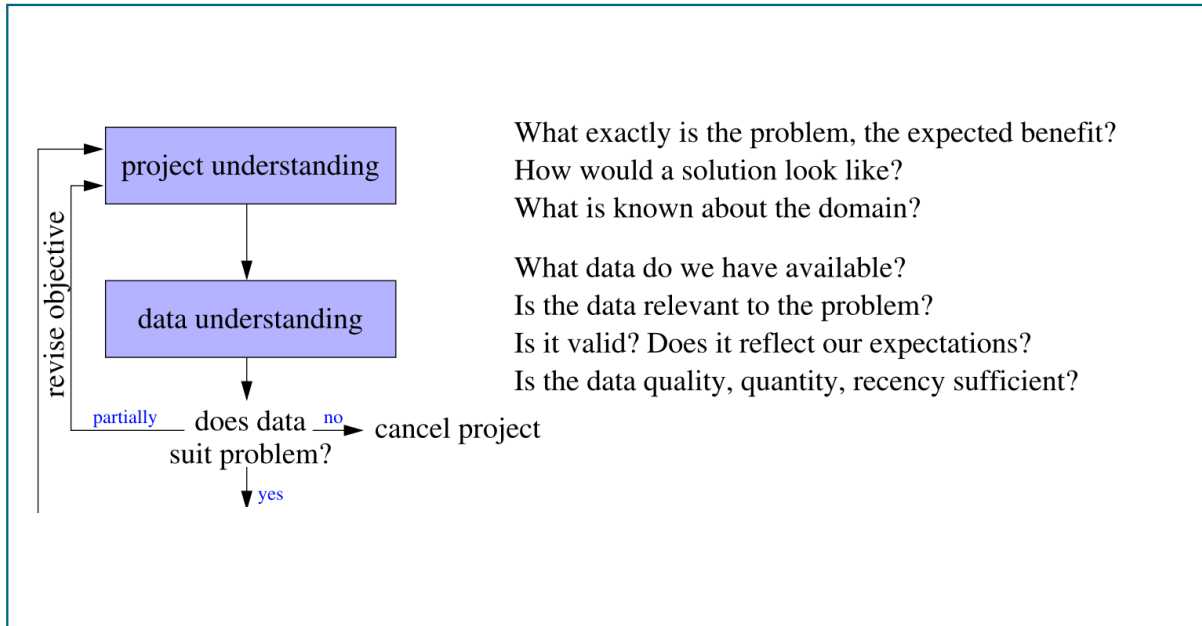 project understanding
What exactly is the problem, the expected benefit?
How would a solution look like?
What is known about the domain?
revise objective
data understanding
What data do we have available?
Is the data relevant to the problem?
Is it valid? Does it reflect our expectations?
Is the data quality, quantity, recency sufficient?
partially
does data
suit problem?
no
cancel project
yes